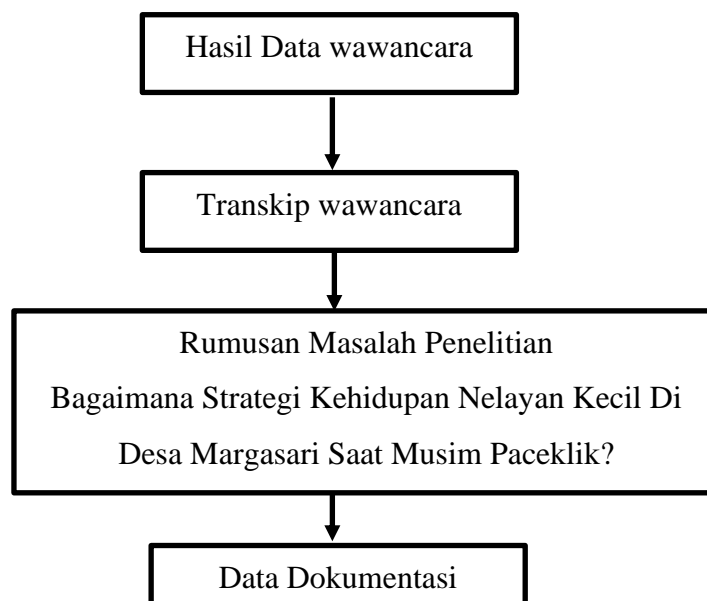 Hasil Data wawancara
Transkip wawancara
Rumusan Masalah Penelitian
Bagaimana Strategi Kehidupan Nelayan Kecil Di
Desa Margasari Saat Musim Paceklik?
Data Dokumentasi